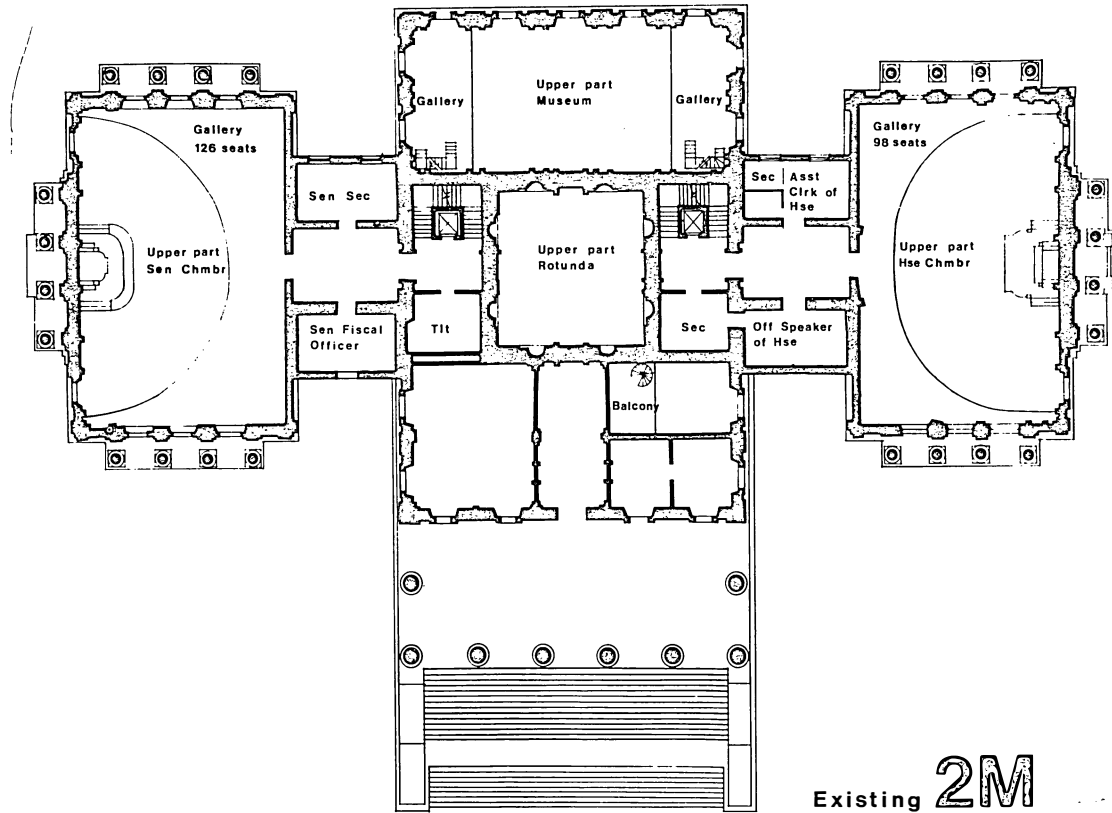 Gallery
126 seats
Upper part
Sen Chmbr
Sen Sec
Sen Fiscal
Officer
Gallery
Upper part
Museum
Gallery
Tlt
Upper part
Rotunda
Sec
Balcony
Sec
Asst
Clrk of
Hse
Off Speaker
of Hse
Gallery
98 seats
Upper part
Hse Chmbr
Existing 2M